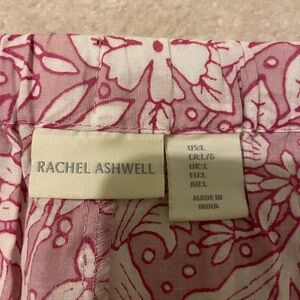 RACHEL ASHWELL
US:L
CA:L/G
UK:L
EU:L
AU:L
MADE IN
INDIA